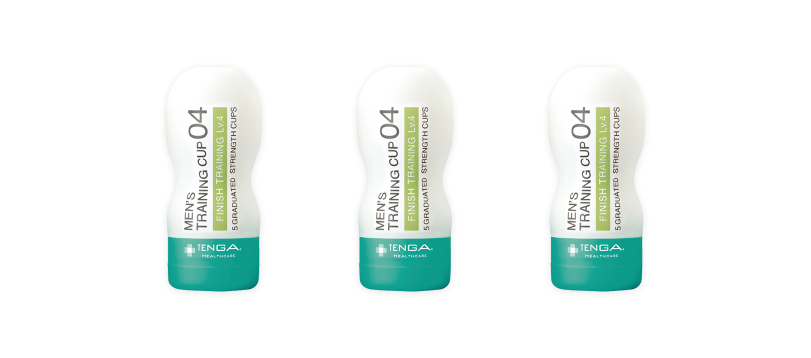 MEN'S
TRAINING CUP 04
FINISH TRAINING Lv.4
5 GRADUATED STRENGTH CUPS
TENGA
HEALTHCARE
MEN'S
TRAINING CUP 04
FINISH TRAINING Lv.4
5 GRADUATED STRENGTH CUPS
TENGA
HEALTHCARE
MEN'S
TRAINING CUP 04
FINISH TRAINING Lv.4
5 GRADUATED STRENGTH CUPS
TENGA
HEALTHCARE